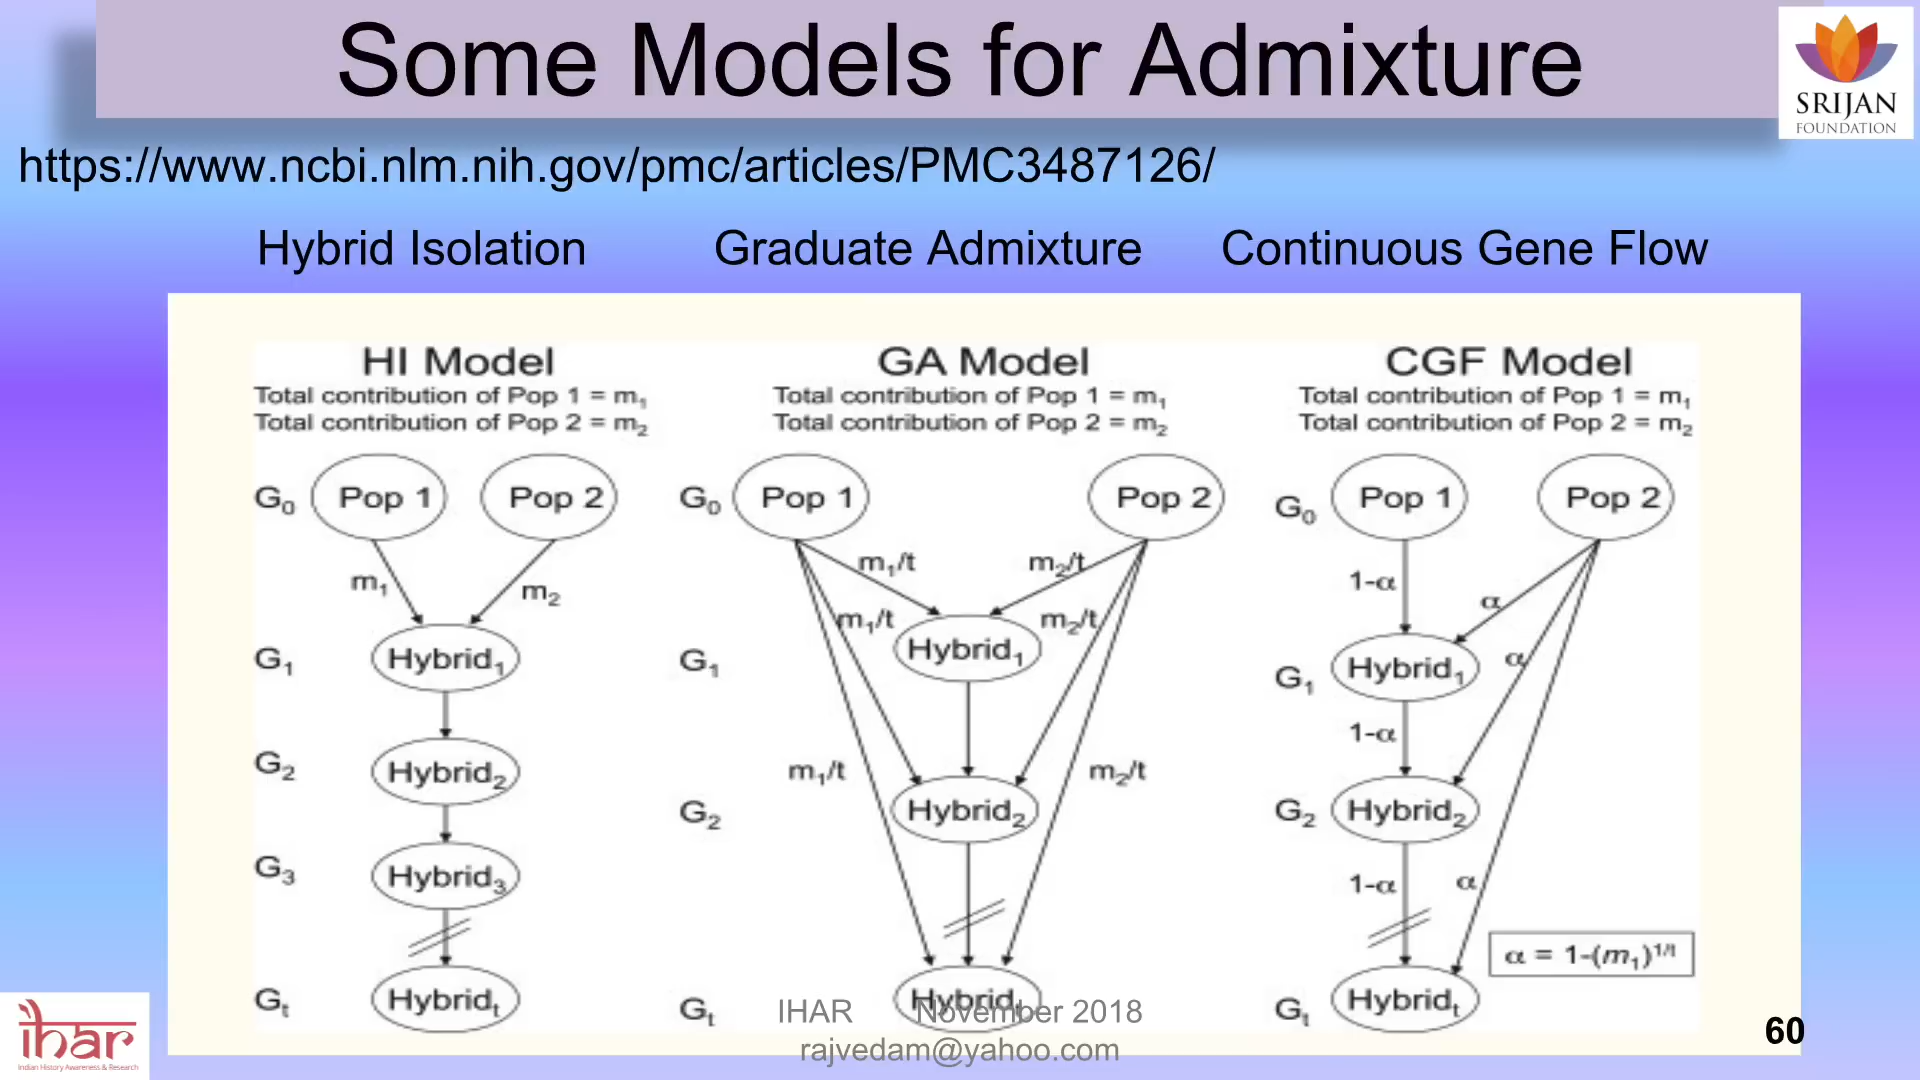 Some Models for Admixture
SRIJAN
FOUNDATION
https://www.ncbi.nlm.nih.gov/pmc/articles/PMC3487126/
Hybrid Isolation Graduate Admixture Continuous Gene Flow
HI Model GA Model CGF Model
Total contribution of Pop 1 = m₁ Total contribution of Pop 1 = m₁ Total contribution of Pop 1 = m₁
Total contribution of Pop 2 = m₂ Total contribution of Pop 2 = m₂ Total contribution of Pop 2 = m₂
G₀ Pop 1 Pop 2 G₀ Pop 1 Pop 2 G₀ Pop 1 Pop 2
m₁ m₂ m₁/t m₂/t 1-α α
m₁/t m₂/t
G₁ Hybrid₁ G₁ Hybrid₁ G₁ Hybrid₁ α
1-α
G₂ Hybrid₂ m₁/t m₂/t
G₂ Hybrid₂ G₂ Hybrid₂
G₃ Hybrid₃ 1-α α
α = 1-(m₁)¹/ᵗ
Gₜ Hybridₜ Gₜ Hybridₜ Gₜ Hybridₜ
IHAR November 2018
rajvedam@yahoo.com
60
ihar
Indian History Awareness & Research